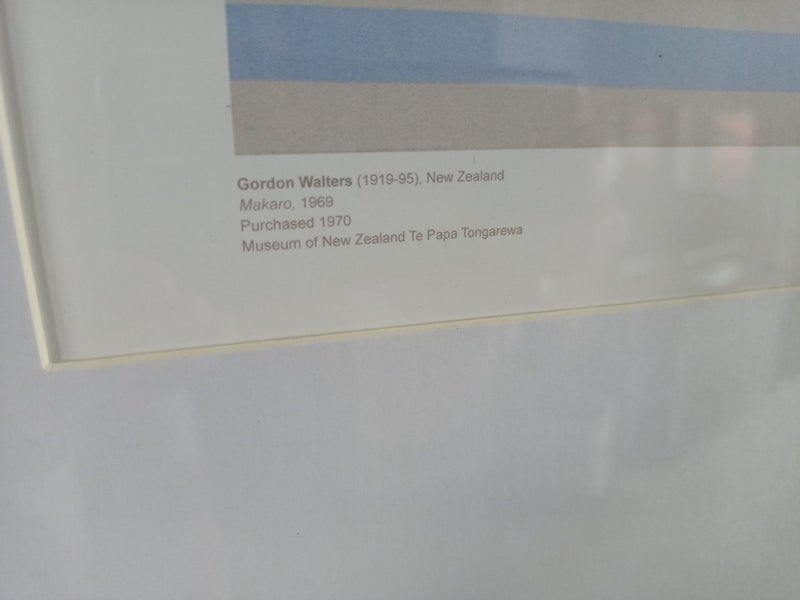 Gordon Walters (1919-95), New Zealand
Makaro, 1969
Purchased 1970
Museum of New Zealand Te Papa Tongarewa